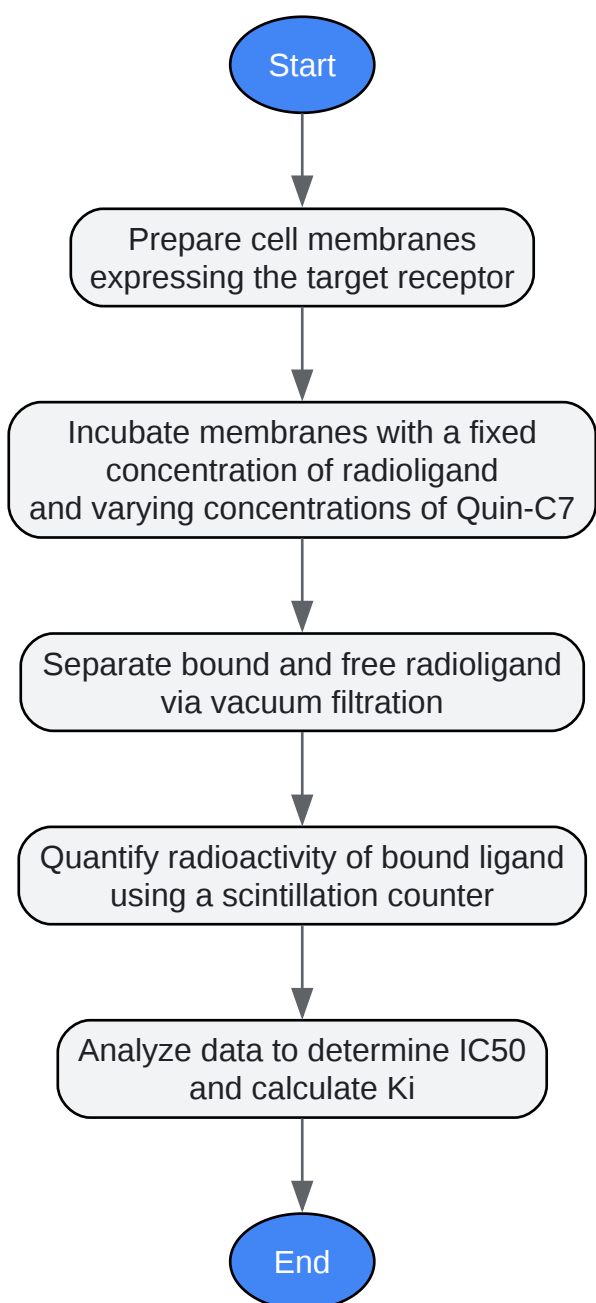 Start
Prepare cell membranes
expressing the target receptor
Incubate membranes with a fixed
concentration of radioligand
and varying concentrations of Quin-C7
Separate bound and free radioligand
via vacuum filtration
Quantify radioactivity of bound ligand
using a scintillation counter
Analyze data to determine IC50
and calculate Ki
End